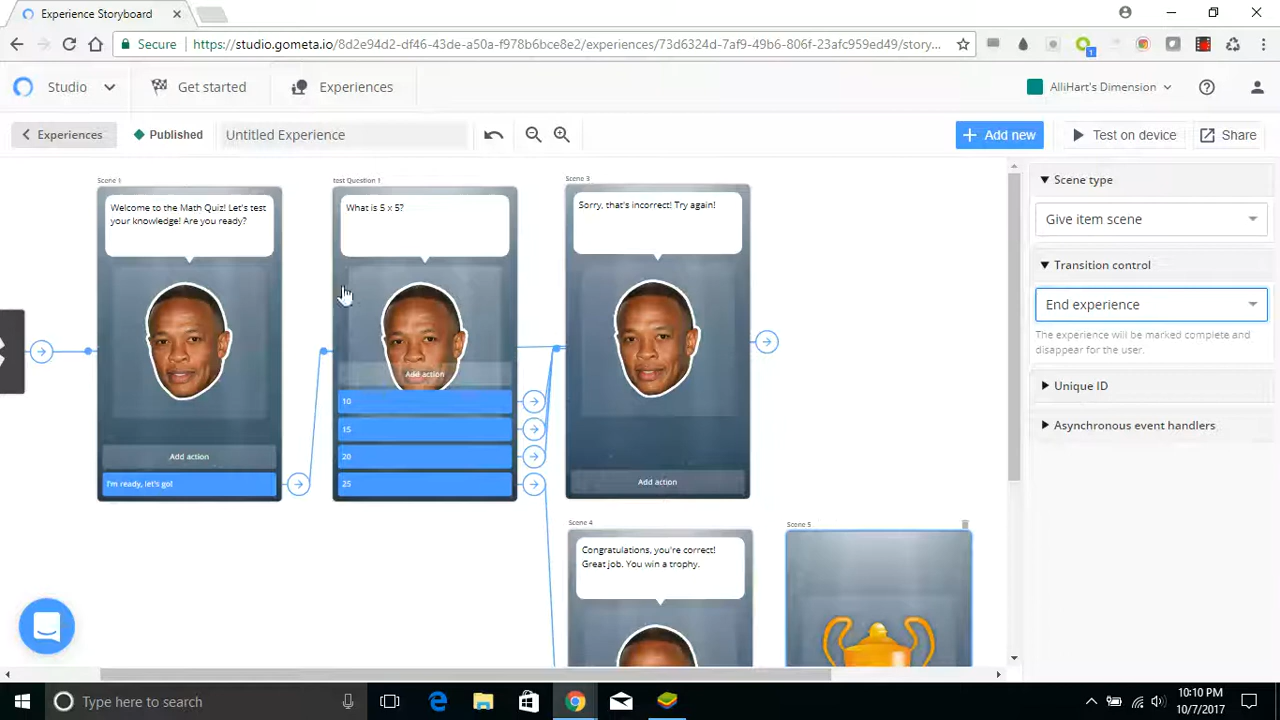 Experience Storyboard
Secure
https://studio.gometa.io/8d2e9442-df46-43de-a50a-f978b6bce8e2/experiences/73d6324d-7af9-49b6-806f-23afc959ed49/story...
1
Studio
Get started
Experiences
AlliHart's Dimension
Experiences
Published
Untitled Experience
Add new
Test on device
Share
Scene 1
Welcome to the Math Quiz! Let's test
your knowledge! Are you ready?
Add action
I'm ready, let's go!
test Question 1
What is 5 x 5?
Add action
10
15
20
25
Scene 3
Sorry, that's incorrect! Try again!
Add action
Scene 4
Congratulations, you're correct!
Great job. You win a trophy.
Scene 5
Scene type
Give item scene
Transition control
End experience
The experience will be marked complete and
disappear for the user.
Unique ID
Asynchronous event handlers
Type here to search
10:10 PM
10/7/2017